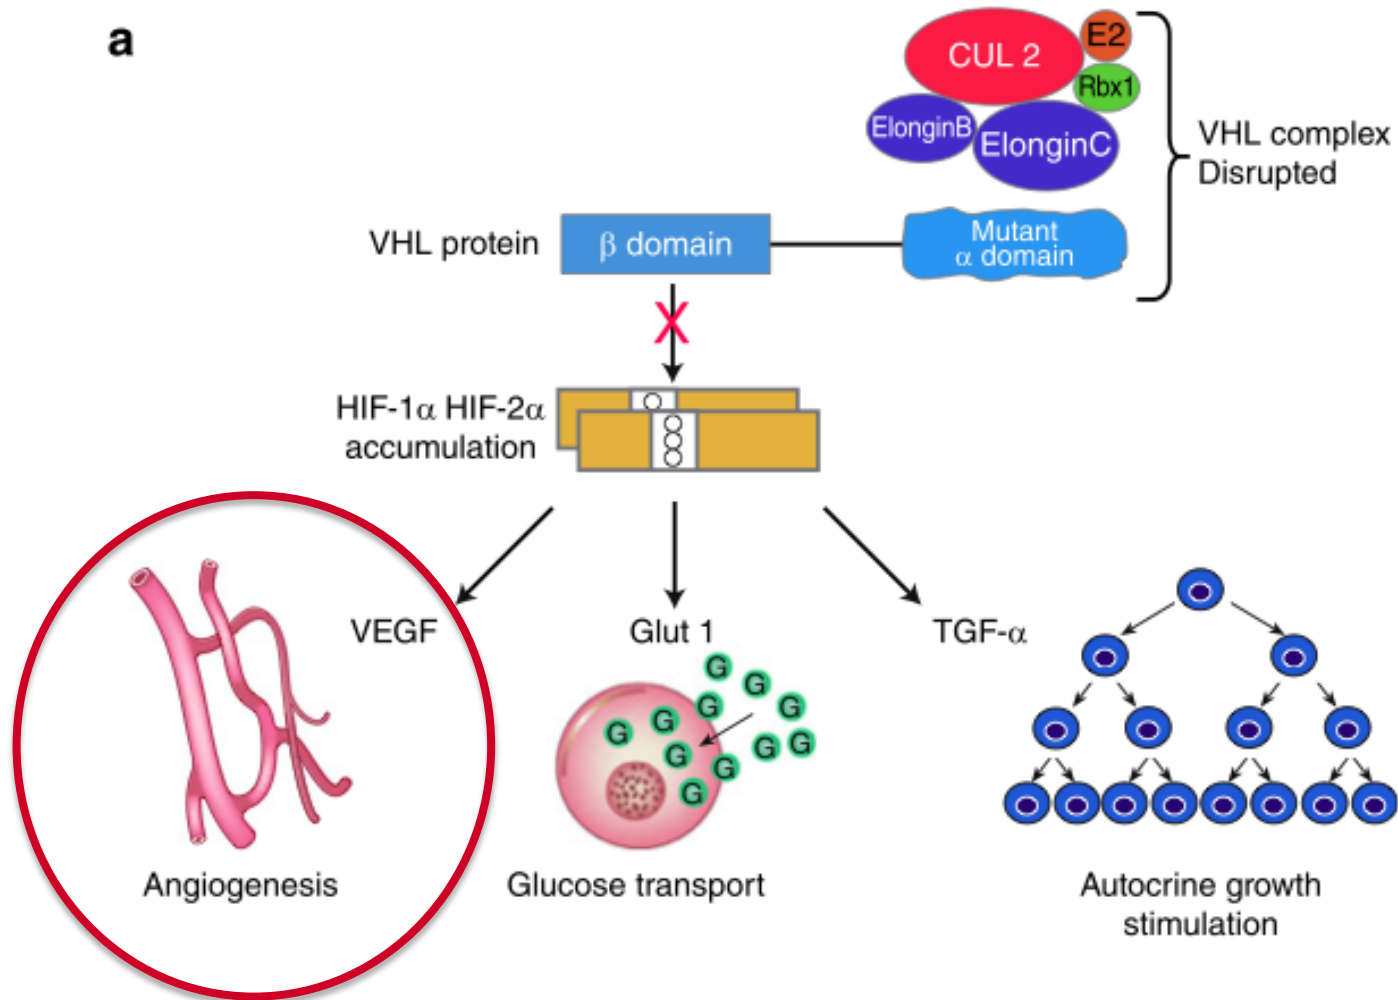 a
CUL 2
E2
Rbx1
ElonginB
ElonginC
VHL complex
Disrupted
VHL protein
β domain
Mutant
α domain
X
HIF-1α HIF-2α
accumulation
VEGF
Glut 1
TGF-α
G
G
G
G
G
G
G
G
G
G
G
Angiogenesis
Glucose transport
Autocrine growth
stimulation